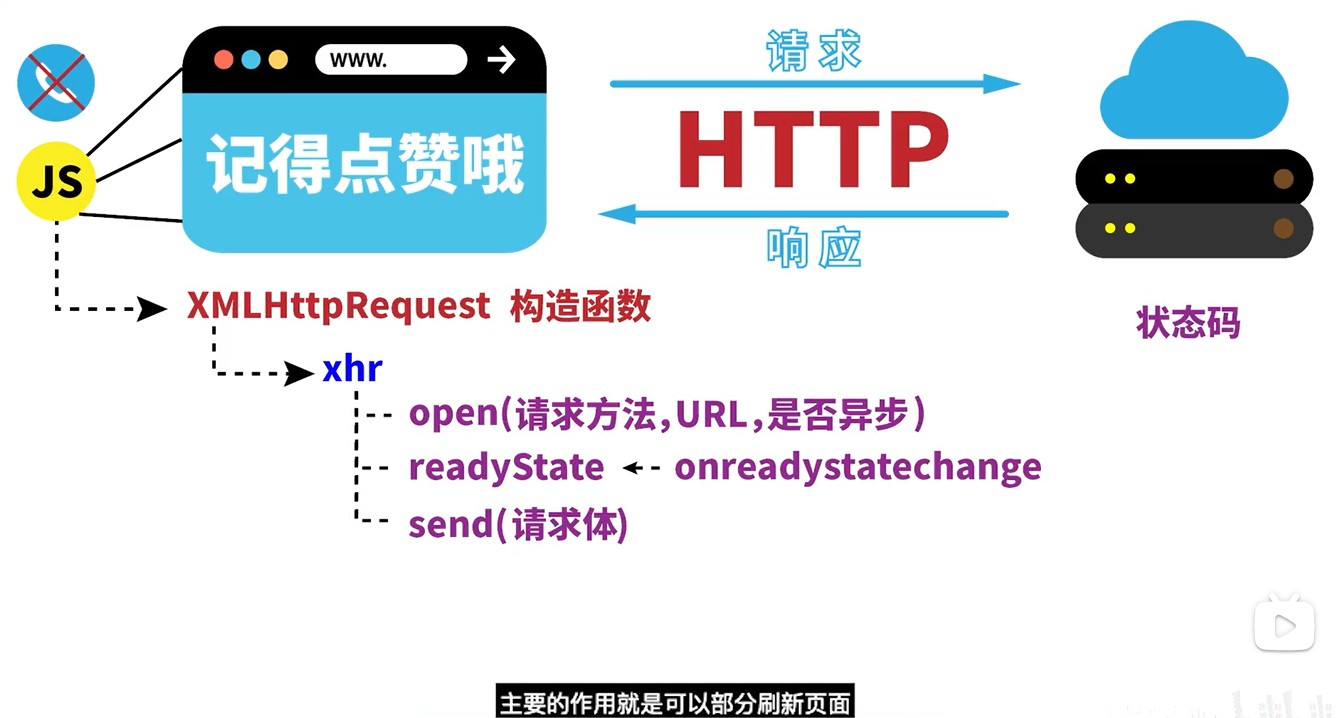 www.
请求
HTTP
记得点赞哦
JS
响应
XMLHttpRequest 构造函数
状态码
xhr
open(请求方法,URL,是否异步)
readyState
onreadystatechange
send(请求体)
主要的作用就是可以部分刷新页面